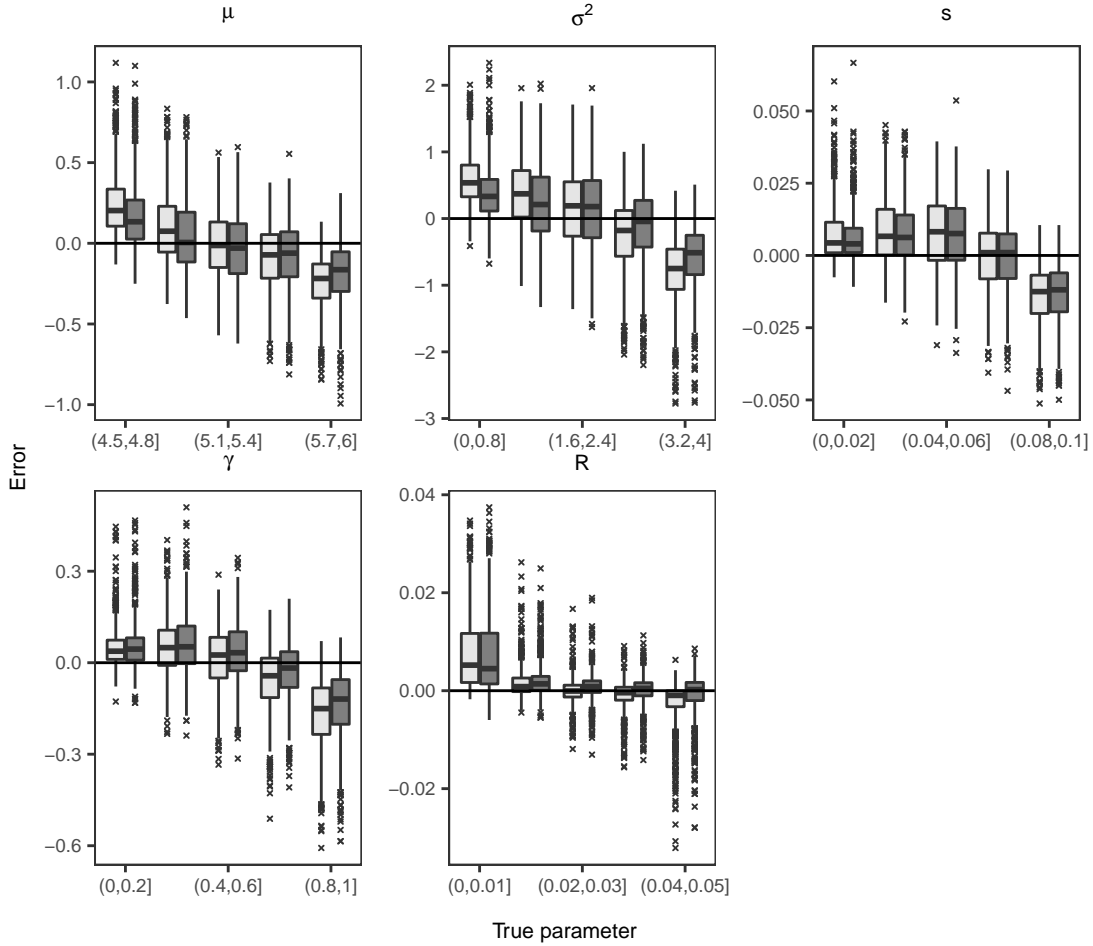 μ
σ²
s
1.0
0.5
0.0
−0.5
−1.0
2
1
0
−1
−2
−3
0.050
0.025
0.000
−0.025
−0.050
(4.5,4.8] (5.1,5.4] (5.7,6]
(0,0.8] (1.6,2.4] (3.2,4]
(0,0.02] (0.04,0.06] (0.08,0.1]
Error
γ
R
0.3
0.0
−0.3
−0.6
0.04
0.02
0.00
−0.02
(0,0.2] (0.4,0.6] (0.8,1]
(0,0.01] (0.02,0.03] (0.04,0.05]
True parameter